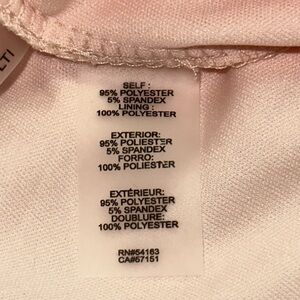 LTI
SELF :
95% POLYESTER
5% SPANDEX
LINING :
100% POLYESTER
EXTERIOR:
95% POLIESTER
5% SPANDEX
FORRO:
100% POLIESTER
EXTÉRIEUR:
95% POLYESTER
5% SPANDEX
DOUBLURE:
100% POLYESTER
RN#54163
CA#57151